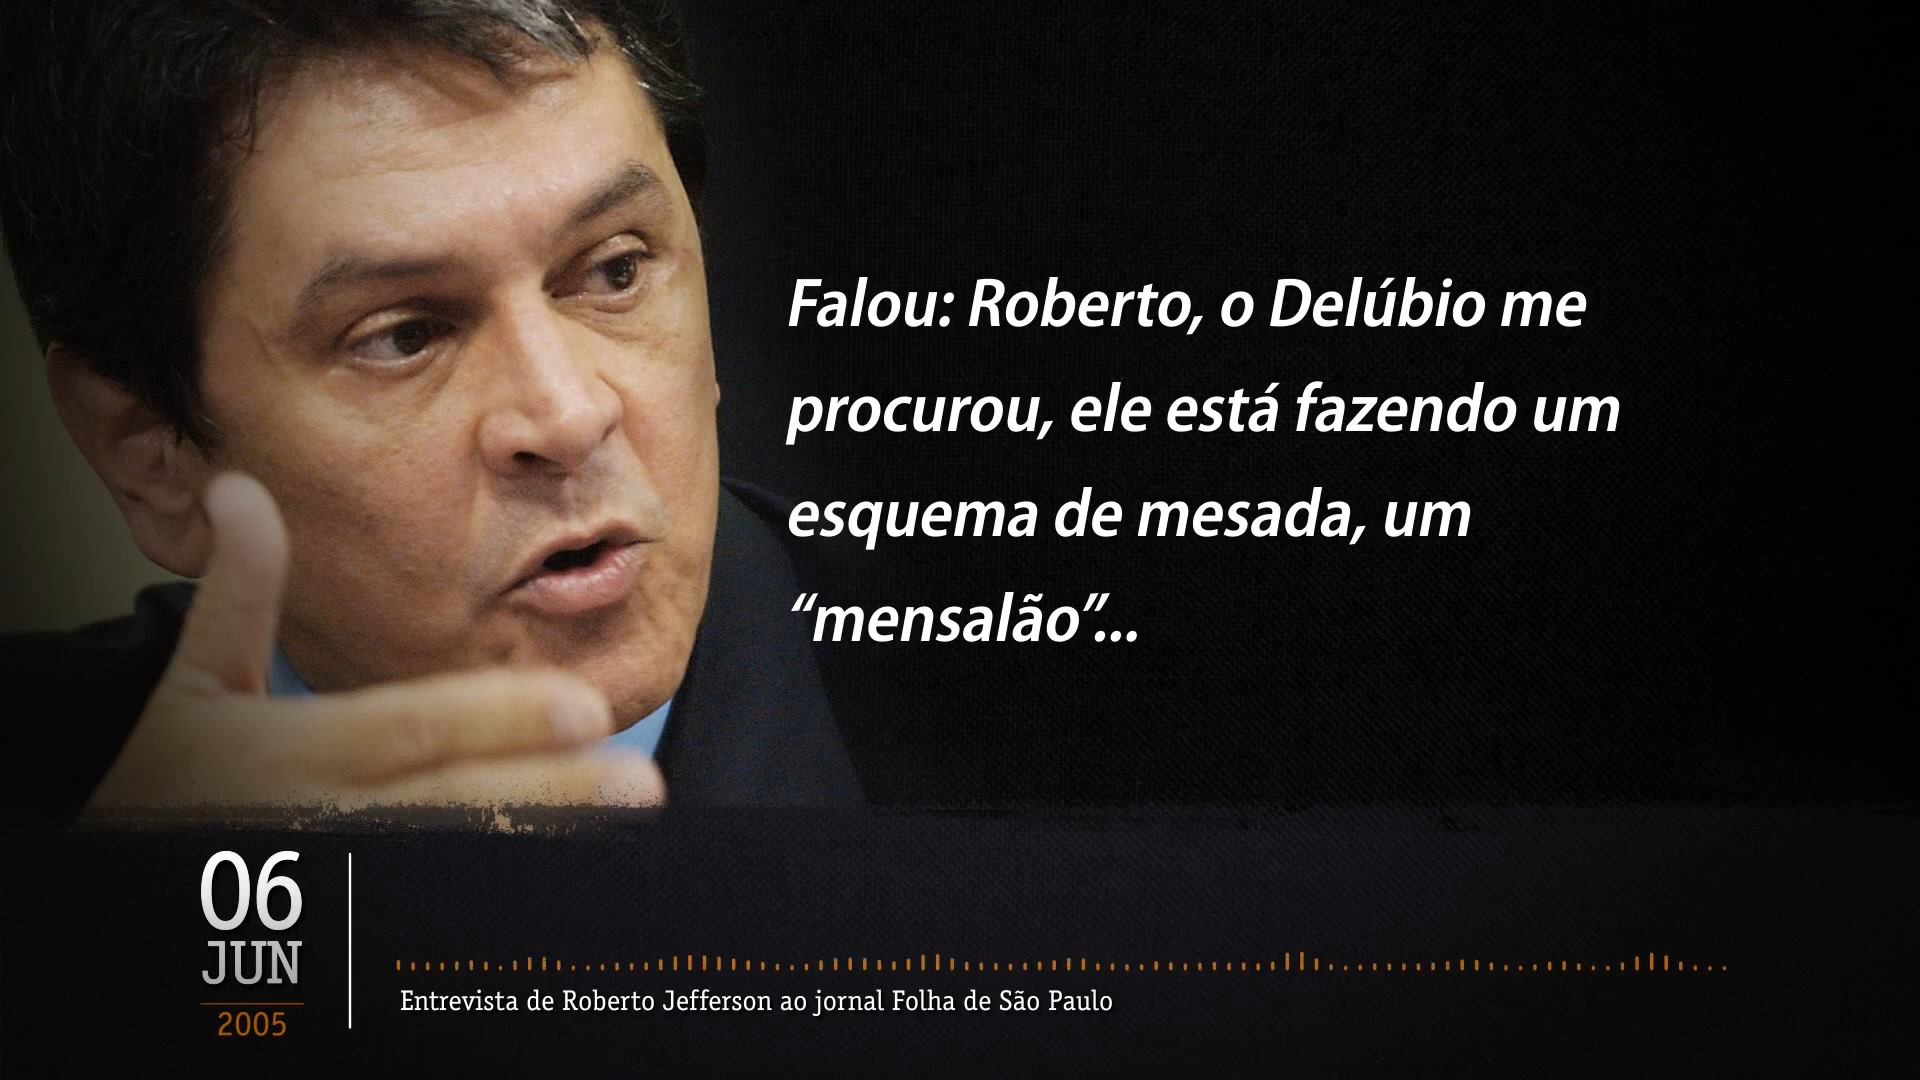 Falou: Roberto, o Delúbio me
procurou, ele está fazendo um
esquema de mesada, um
“mensalão”...
06
JUN
2005
Entrevista de Roberto Jefferson ao jornal Folha de São Paulo